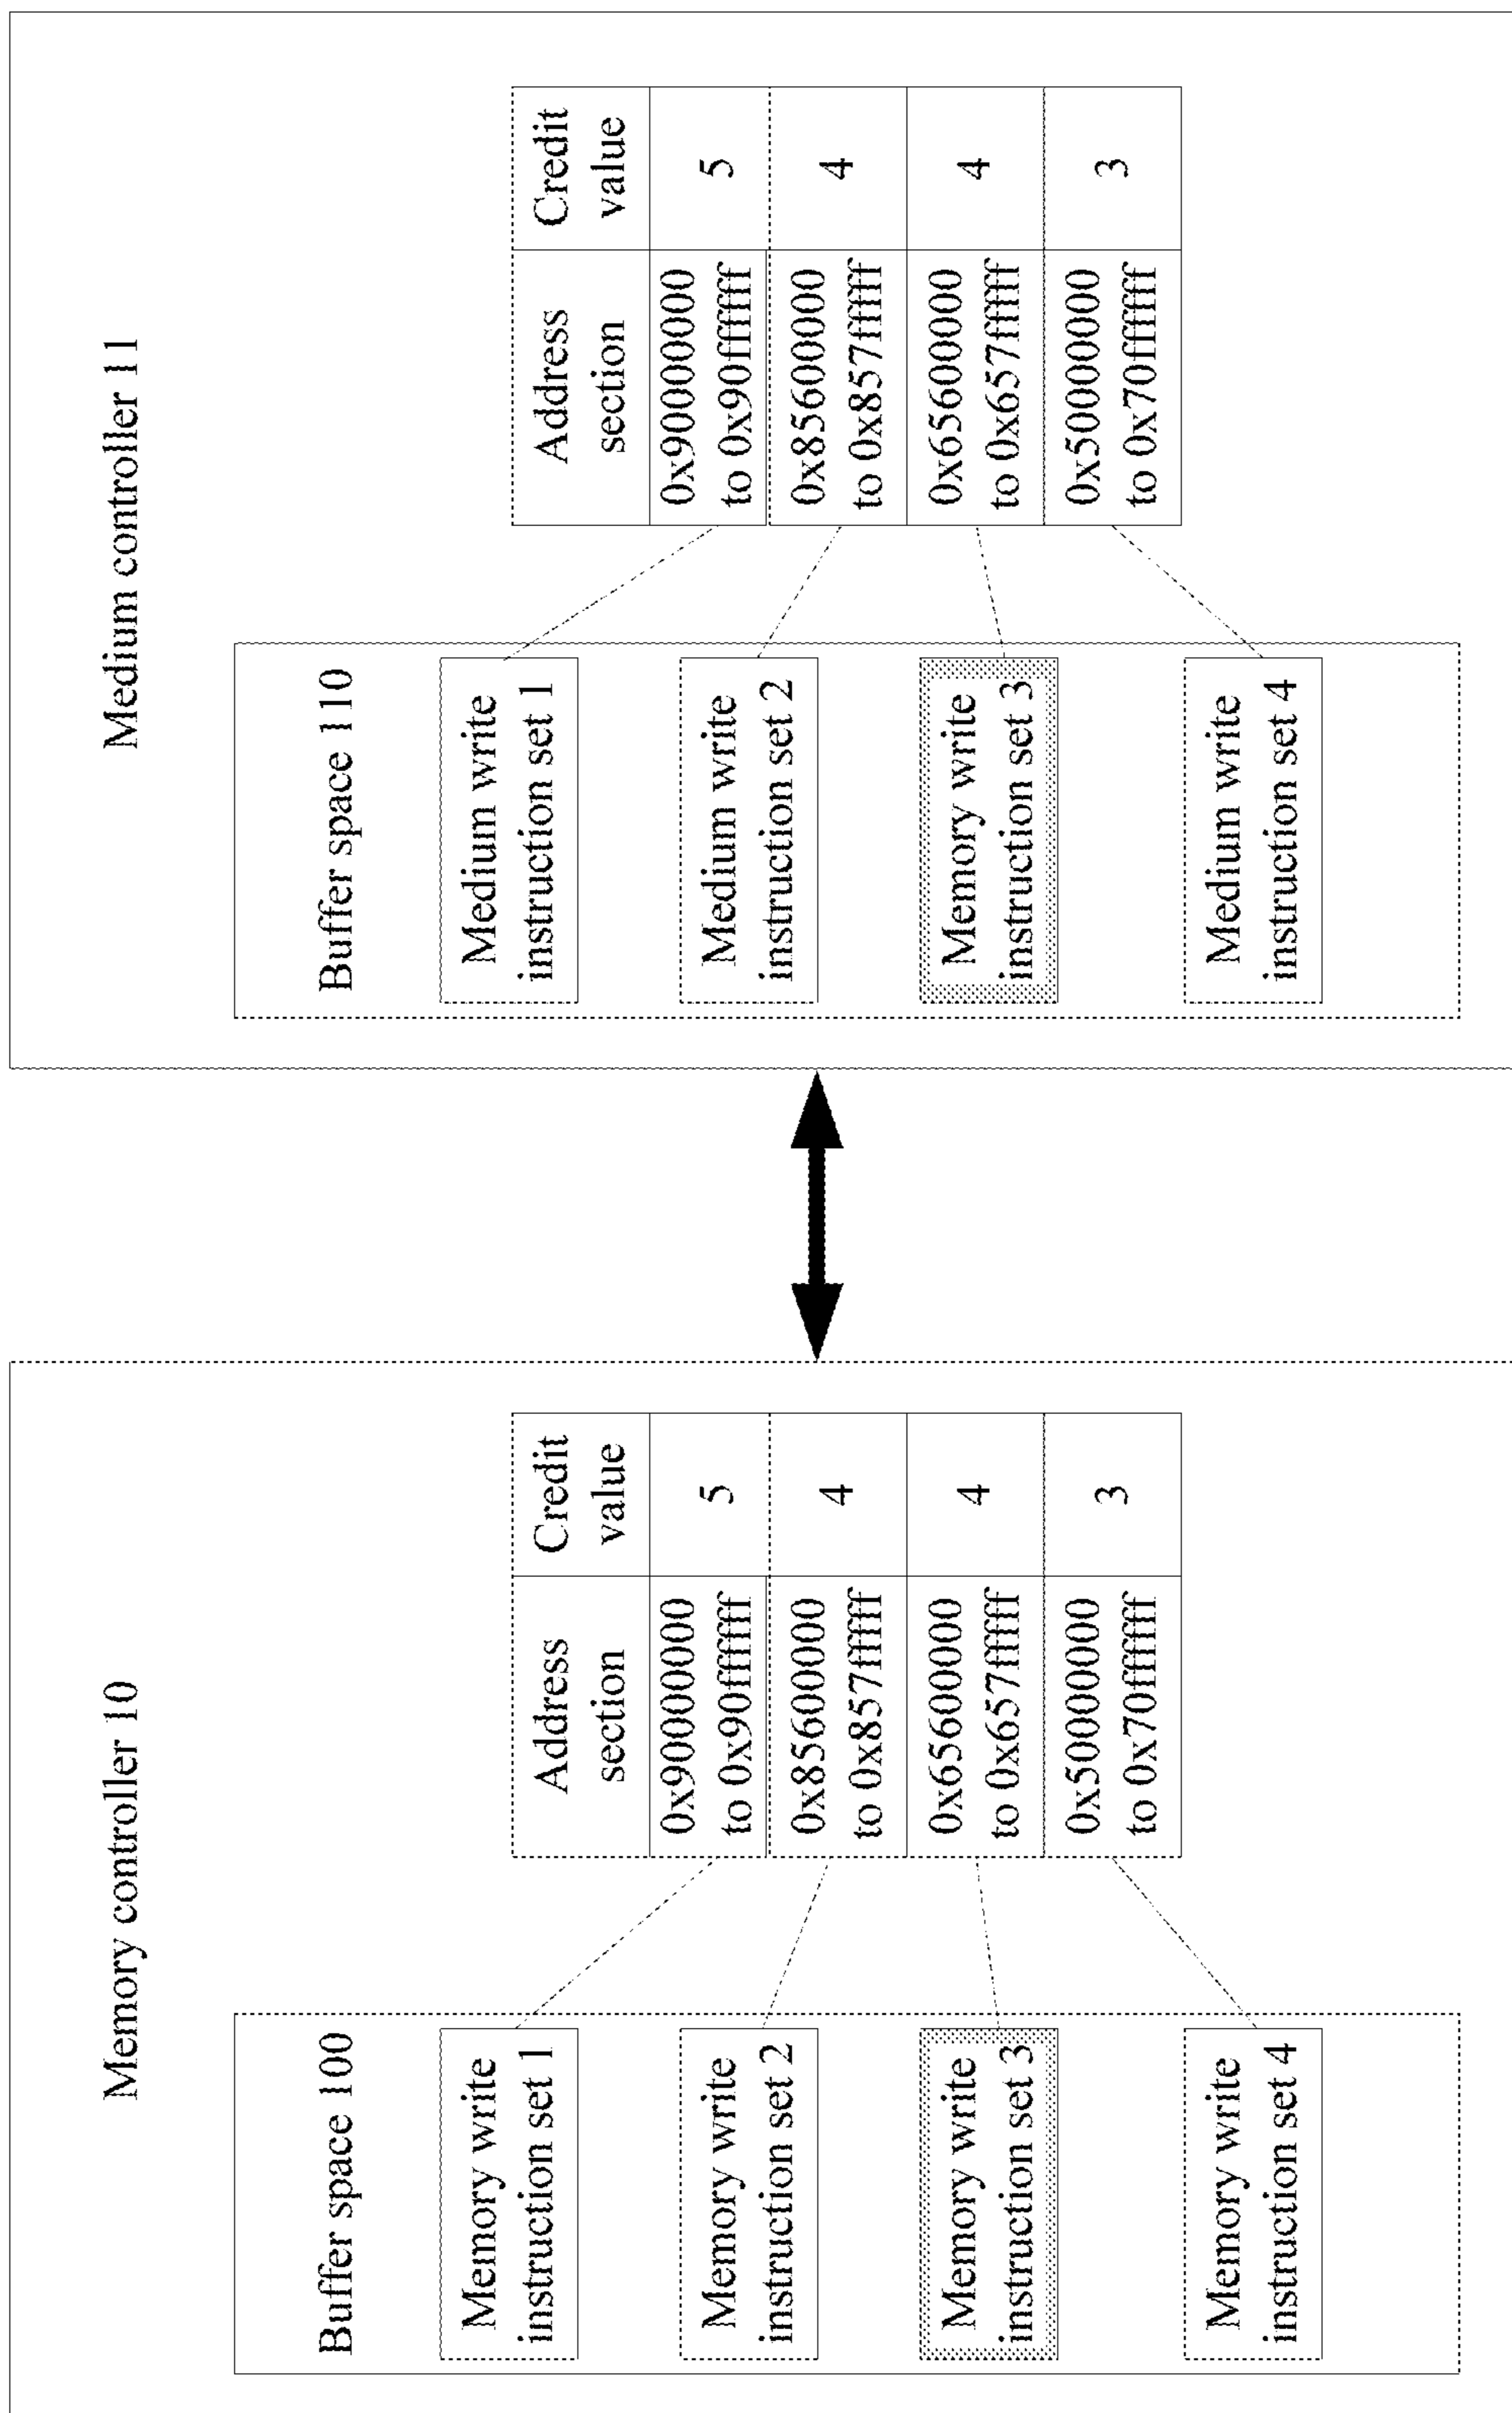 Memory controller 10
Buffer space 100
Memory write
instruction set 1
Memory write
instruction set 2
Memory write
instruction set 3
Memory write
instruction set 4
Address
section
Credit
value
0x90000000
to 0x90ffffff
5
0x85600000
to 0x857fffff
4
0x65600000
to 0x657fffff
4
0x50000000
to 0x70ffffff
3
Medium controller 11
Buffer space 110
Medium write
instruction set 1
Medium write
instruction set 2
Memory write
instruction set 3
Medium write
instruction set 4
Address
section
Credit
value
0x90000000
to 0x90ffffff
5
0x85600000
to 0x857fffff
4
0x65600000
to 0x657fffff
4
0x50000000
to 0x70ffffff
3